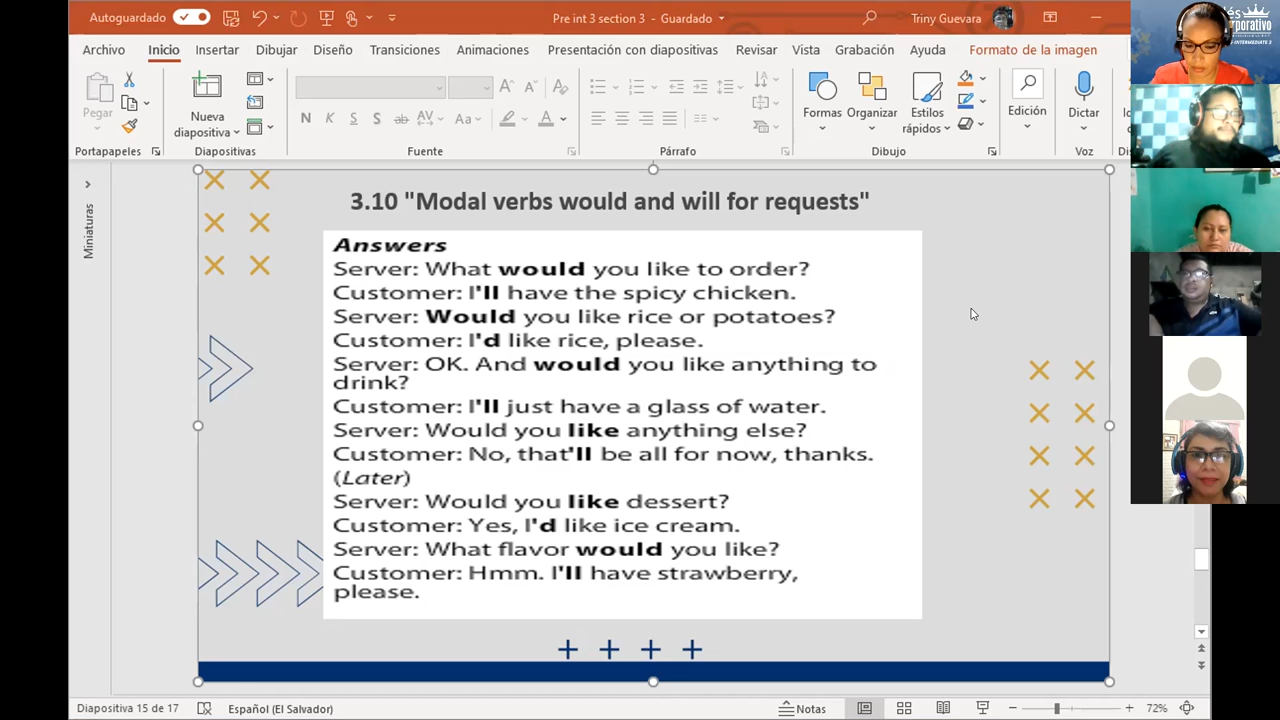 Autoguardado
Pre int 3 section 3 - Guardado
Triny Guevara
Archivo Inicio Insertar Dibujar Diseño Transiciones Animaciones Presentación con diapositivas Revisar Vista Grabación Ayuda Formato de la imagen
Pegar
Nueva
diapositiva
N K S S ab AV Aa A
Formas Organizar Estilos
rápidos
Edición
Dictar
Portapapeles Diapositivas Fuente Párrafo Dibujo Voz
Miniaturas
3.10 "Modal verbs would and will for requests"
Answers
Server: What would you like to order?
Customer: I'll have the spicy chicken.
Server: Would you like rice or potatoes?
Customer: I'd like rice, please.
Server: OK. And would you like anything to
drink?
Customer: I'll just have a glass of water.
Server: Would you like anything else?
Customer: No, that'll be all for now, thanks.
(Later)
Server: Would you like dessert?
Customer: Yes, I'd like ice cream.
Server: What flavor would you like?
Customer: Hmm. I'll have strawberry,
please.
Diapositiva 15 de 17 Español (El Salvador) Notas 72%